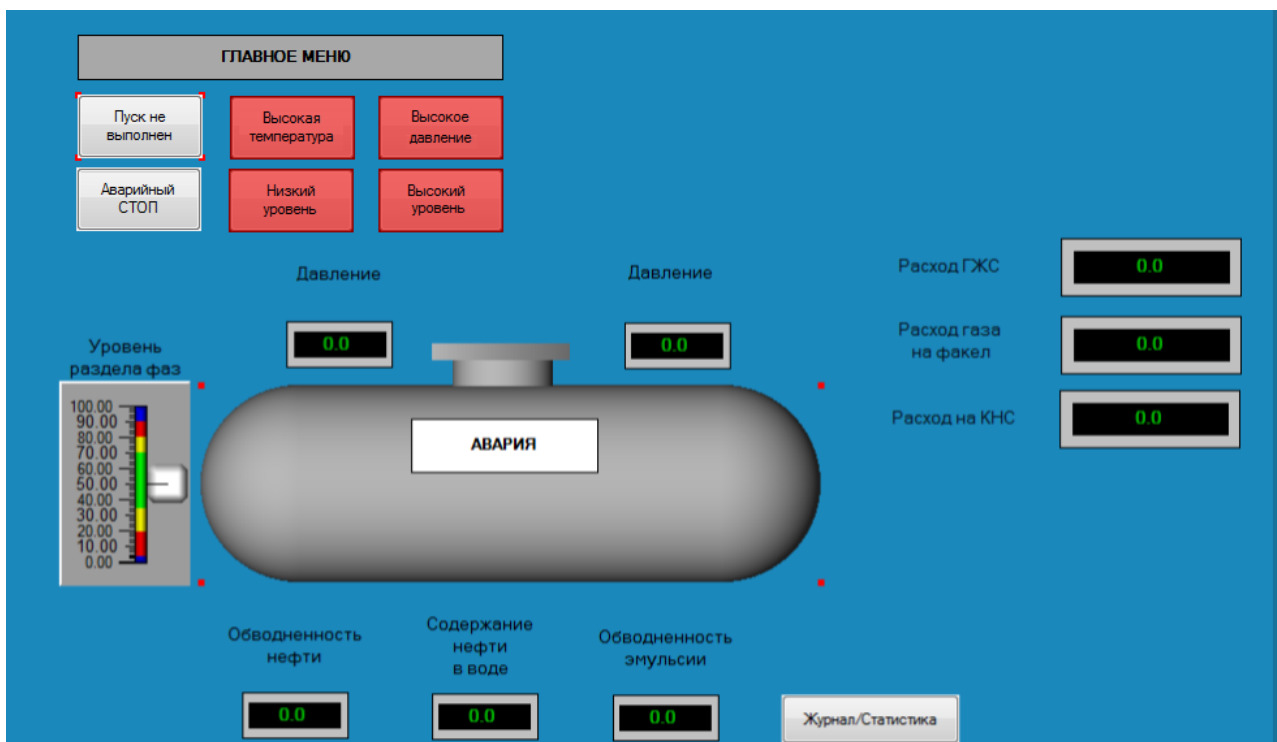 ГЛАВНОЕ МЕНЮ
Пуск не
выполнен
Высокая
температура
Высокое
давление
Аварийный
СТОП
Низкий
уровень
Высокий
уровень
Давление
Давление
Расход ГЖС
0.0
0.0
0.0
Расход газа
на факел
0.0
Уровень
раздела фаз
100.00
90.00
80.00
70.00
60.00
50.00
40.00
30.00
20.00
10.00
0.00
АВАРИЯ
Расход на КНС
0.0
Обводненность
нефти
Содержание
нефти
в воде
Обводненность
эмульсии
0.0
0.0
0.0
Журнал/Статистика